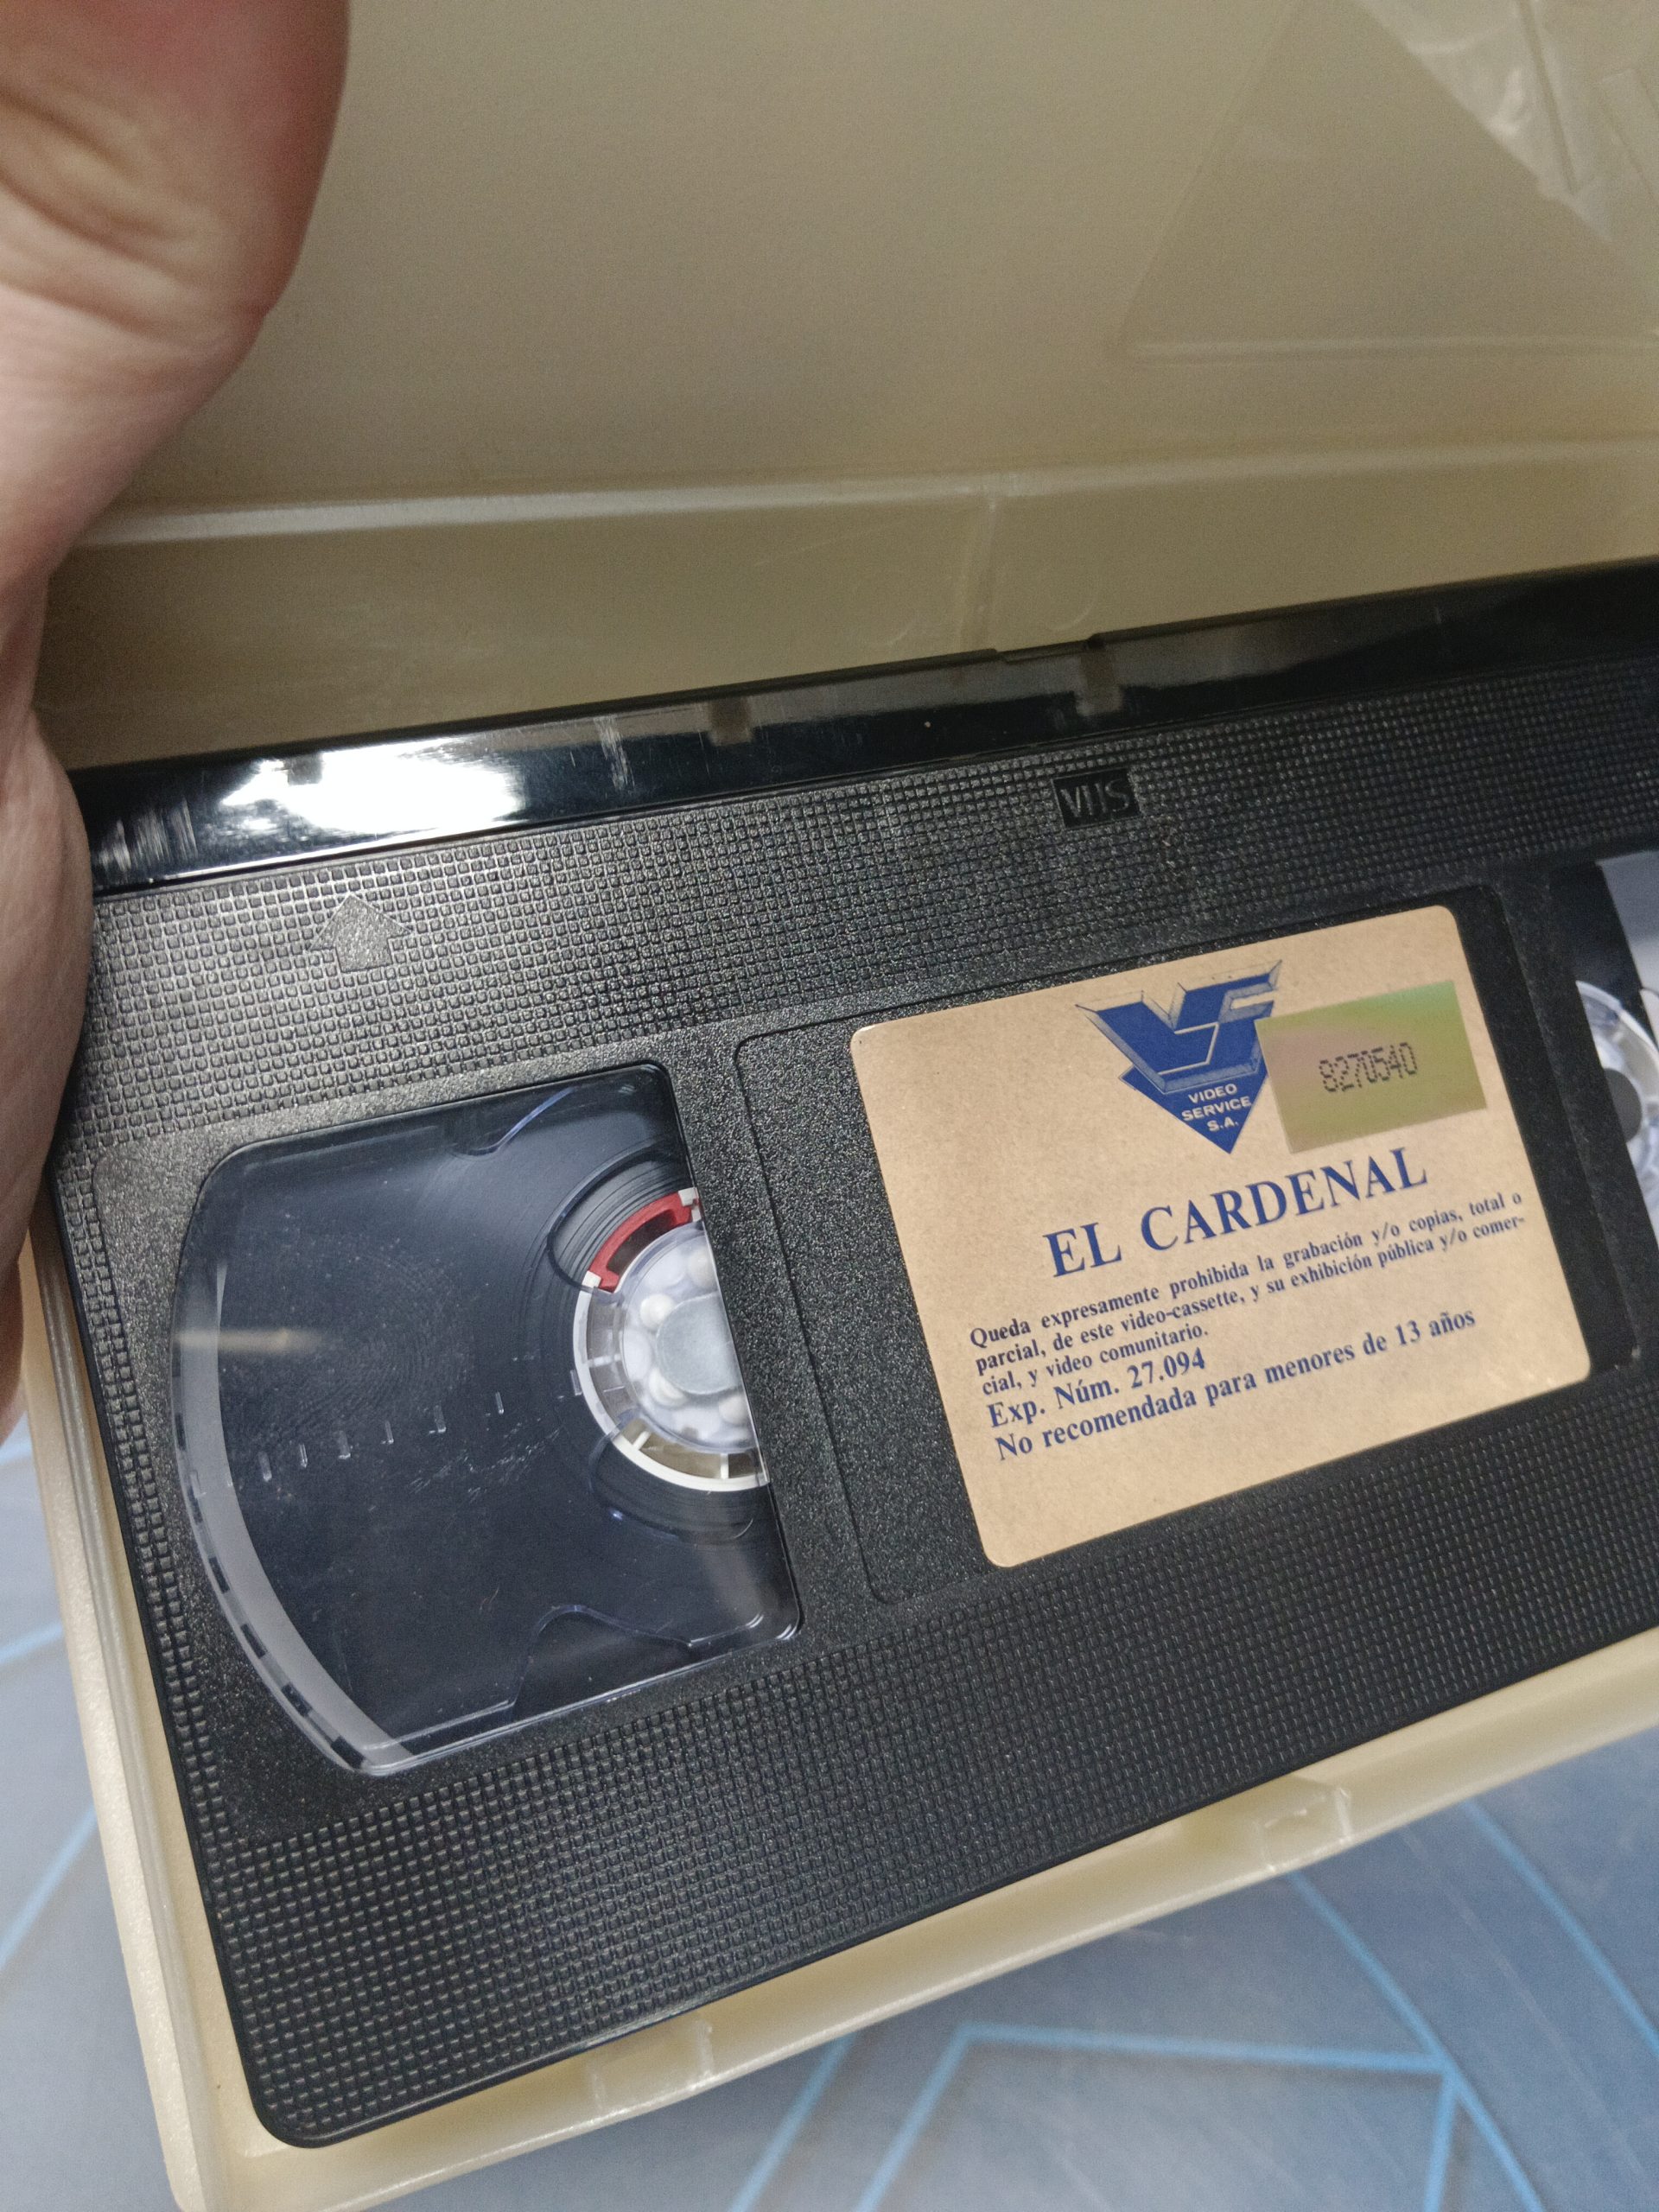 VHS
VS
VIDEO
SERVICE
S.A.
8270540
EL CARDENAL
Queda expresamente prohibida la grabación y/o copias, total o
parcial, de este video-cassette, y su exhibición pública y/o comer-
cial, y video comunitario.
Exp. Núm. 27.094
No recomendada para menores de 13 años